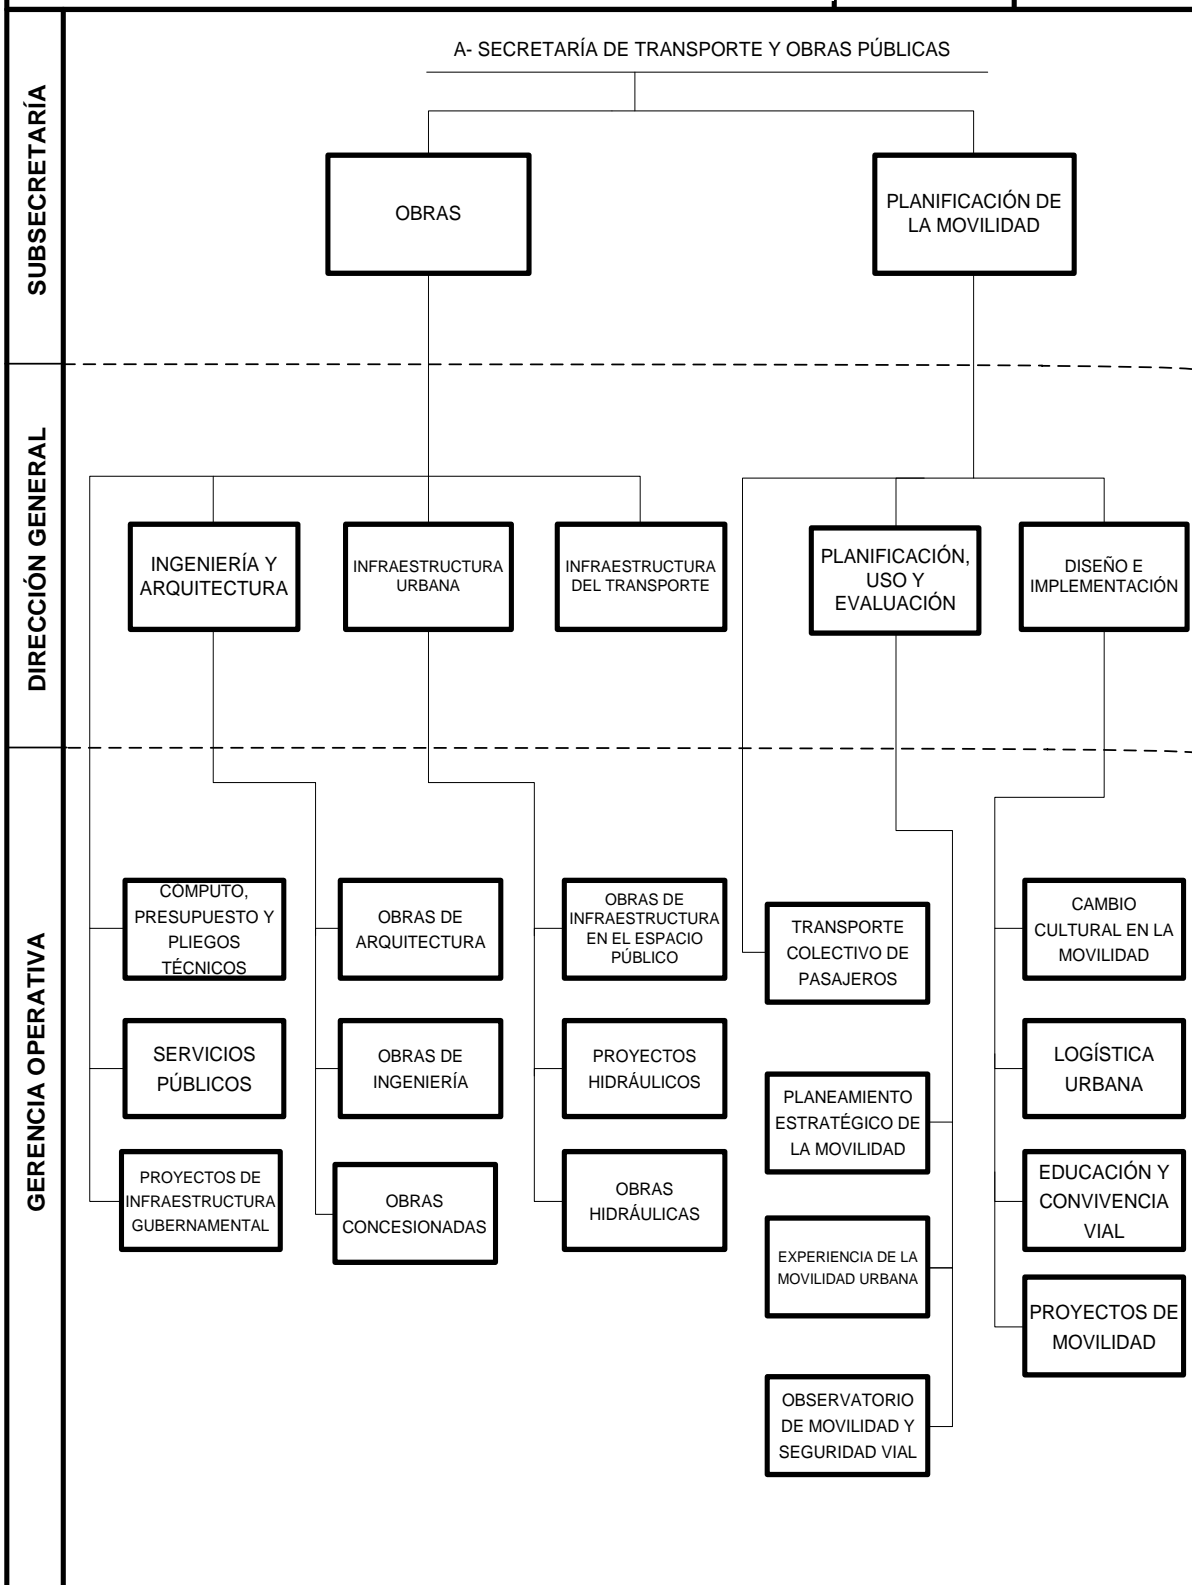 A- SECRETARÍA DE TRANSPORTE Y OBRAS PÚBLICAS
SUBSECRETARÍA
OBRAS
PLANIFICACIÓN DE
LA MOVILIDAD
DIRECCIÓN GENERAL
INGENIERÍA Y
ARQUITECTURA
INFRAESTRUCTURA
URBANA
INFRAESTRUCTURA
DEL TRANSPORTE
PLANIFICACIÓN,
USO Y
EVALUACIÓN
DISEÑO E
IMPLEMENTACIÓN
GERENCIA OPERATIVA
CÓMPUTO,
PRESUPUESTO Y
PLIEGOS
TÉCNICOS
OBRAS DE
ARQUITECTURA
OBRAS DE
INFRAESTRUCTURA
EN EL ESPACIO
PÚBLICO
TRANSPORTE
COLECTIVO DE
PASAJEROS
CAMBIO
CULTURAL EN LA
MOVILIDAD
SERVICIOS
PÚBLICOS
OBRAS DE
INGENIERÍA
PROYECTOS
HIDRÁULICOS
PLANEAMIENTO
ESTRATÉGICO DE
LA MOVILIDAD
LOGÍSTICA
URBANA
PROYECTOS DE
INFRAESTRUCTURA
GUBERNAMENTAL
OBRAS
CONCESIONADAS
OBRAS
HIDRÁULICAS
EXPERIENCIA DE LA
MOVILIDAD URBANA
EDUCACIÓN Y
CONVIVENCIA
VIAL
PROYECTOS DE
MOVILIDAD
OBSERVATORIO
DE MOVILIDAD Y
SEGURIDAD VIAL